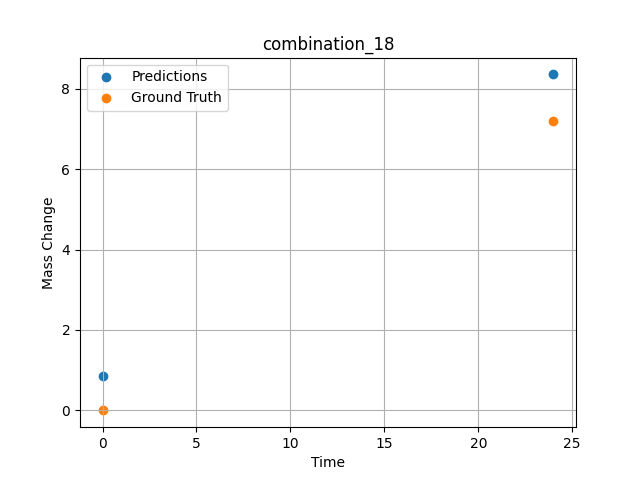 combination_18
Predictions
Ground Truth
8
6
4
2
0
Mass Change
0 5 10 15 20 25
Time